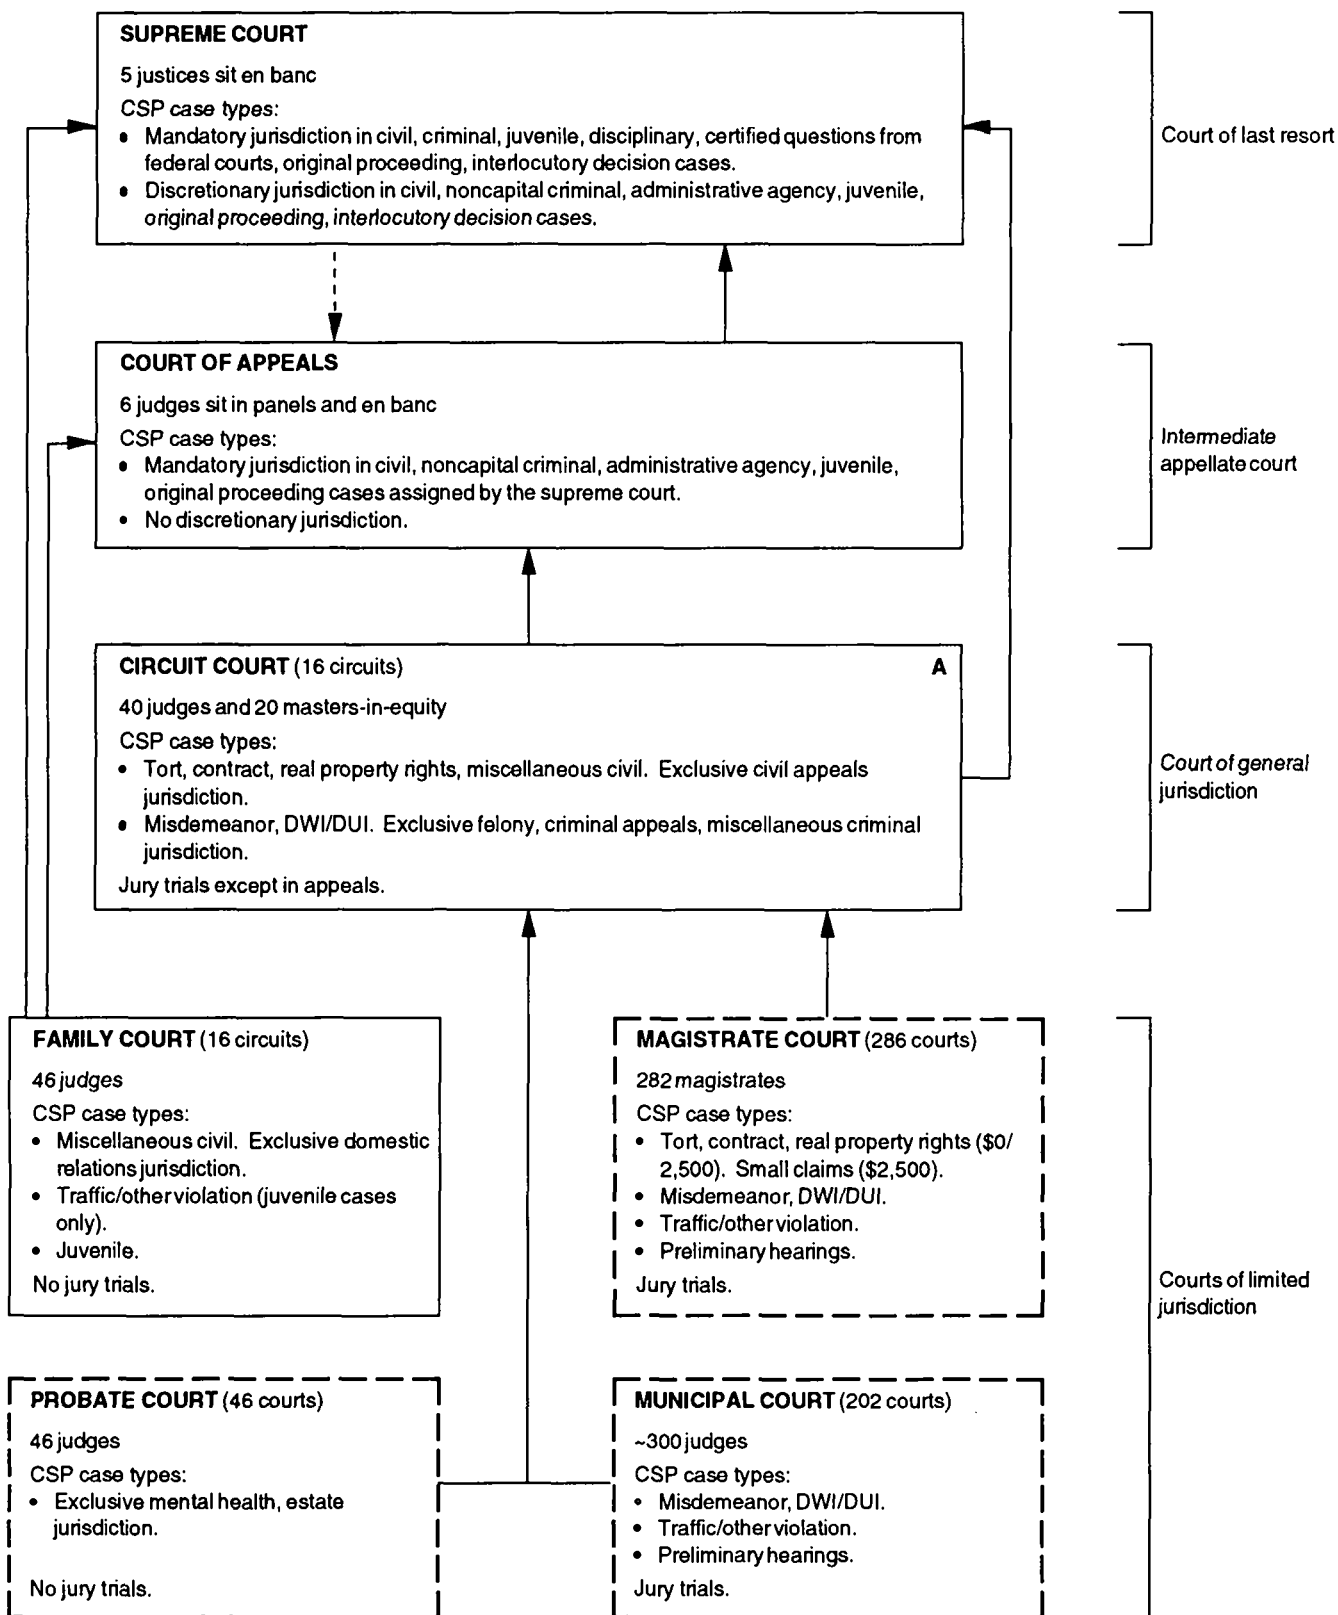 SUPREME COURT
5 justices sit en banc
CSP case types:
• Mandatory jurisdiction in civil, criminal, juvenile, disciplinary, certified questions from
federal courts, original proceeding, interlocutory decision cases.
• Discretionary jurisdiction in civil, noncapital criminal, administrative agency, juvenile,
original proceeding, interlocutory decision cases.
Court of last resort
COURT OF APPEALS
6 judges sit in panels and en banc
CSP case types:
• Mandatory jurisdiction in civil, noncapital criminal, administrative agency, juvenile,
original proceeding cases assigned by the supreme court.
• No discretionary jurisdiction.
Intermediate
appellate court
CIRCUIT COURT (16 circuits) A
40 judges and 20 masters-in-equity
CSP case types:
• Tort, contract, real property rights, miscellaneous civil. Exclusive civil appeals
jurisdiction.
• Misdemeanor, DWI/DUI. Exclusive felony, criminal appeals, miscellaneous criminal
jurisdiction.
Jury trials except in appeals.
Court of general
jurisdiction
FAMILY COURT (16 circuits)
46 judges
CSP case types:
• Miscellaneous civil. Exclusive domestic
relations jurisdiction.
• Traffic/other violation (juvenile cases
only).
• Juvenile.
No jury trials.
MAGISTRATE COURT (286 courts)
282 magistrates
CSP case types:
• Tort, contract, real property rights ($0/
2,500). Small claims ($2,500).
• Misdemeanor, DWI/DUI.
• Traffic/other violation.
• Preliminary hearings.
Jury trials.
Courts of limited
jurisdiction
PROBATE COURT (46 courts)
46 judges
CSP case types:
• Exclusive mental health, estate
jurisdiction.
No jury trials.
MUNICIPAL COURT (202 courts)
~300 judges
CSP case types:
• Misdemeanor, DWI/DUI.
• Traffic/other violation.
• Preliminary hearings.
Jury trials.